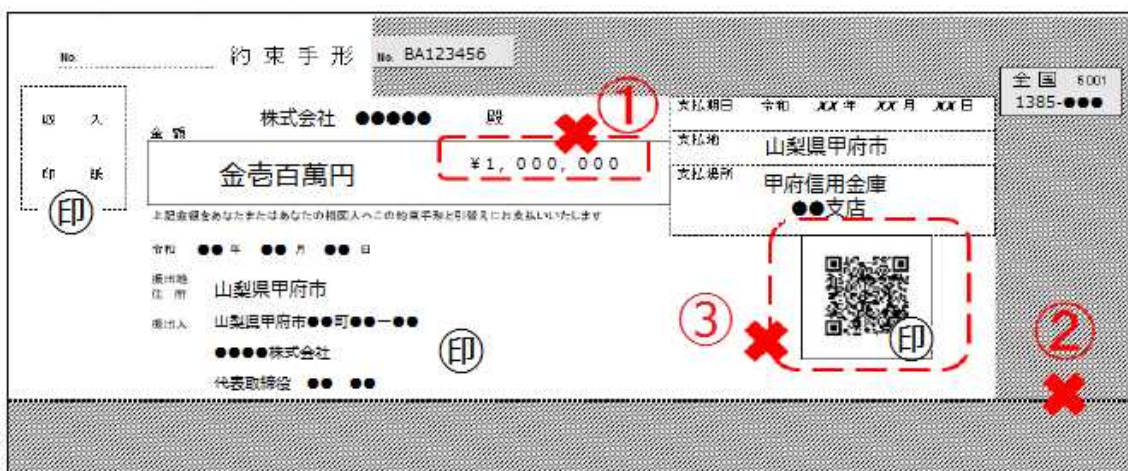 No. 約束手形 No. BA123456
全国 5001
1385-●●●
収入
印紙
㊞
株式会社 ●●●●● 殿
①
支払期日 令和 XX年 XX月 XX日
金額
金壱百萬円
¥1,000,000
支払地 山梨県甲府市
支払場所 甲府信用金庫
●●支店
上記金額をあなたまたはあなたの指図人へこの約束手形と引替えにお支払いいたします
令和 ●●年 ●●月 ●●日
振出地
住所
山梨県甲府市
振出人 山梨県甲府市●●町●●ー●●
●●●●株式会社
代表取締役 ●● ●●
㊞
③
㊞
②